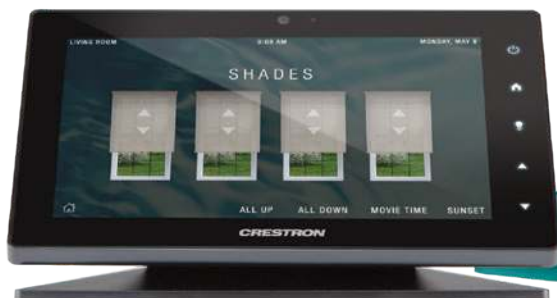 LIVING ROOM
MONDAY, MAY 8
SHADES
ALL UP ALL DOWN MOVIE TIME SUNSET
CRESTRON